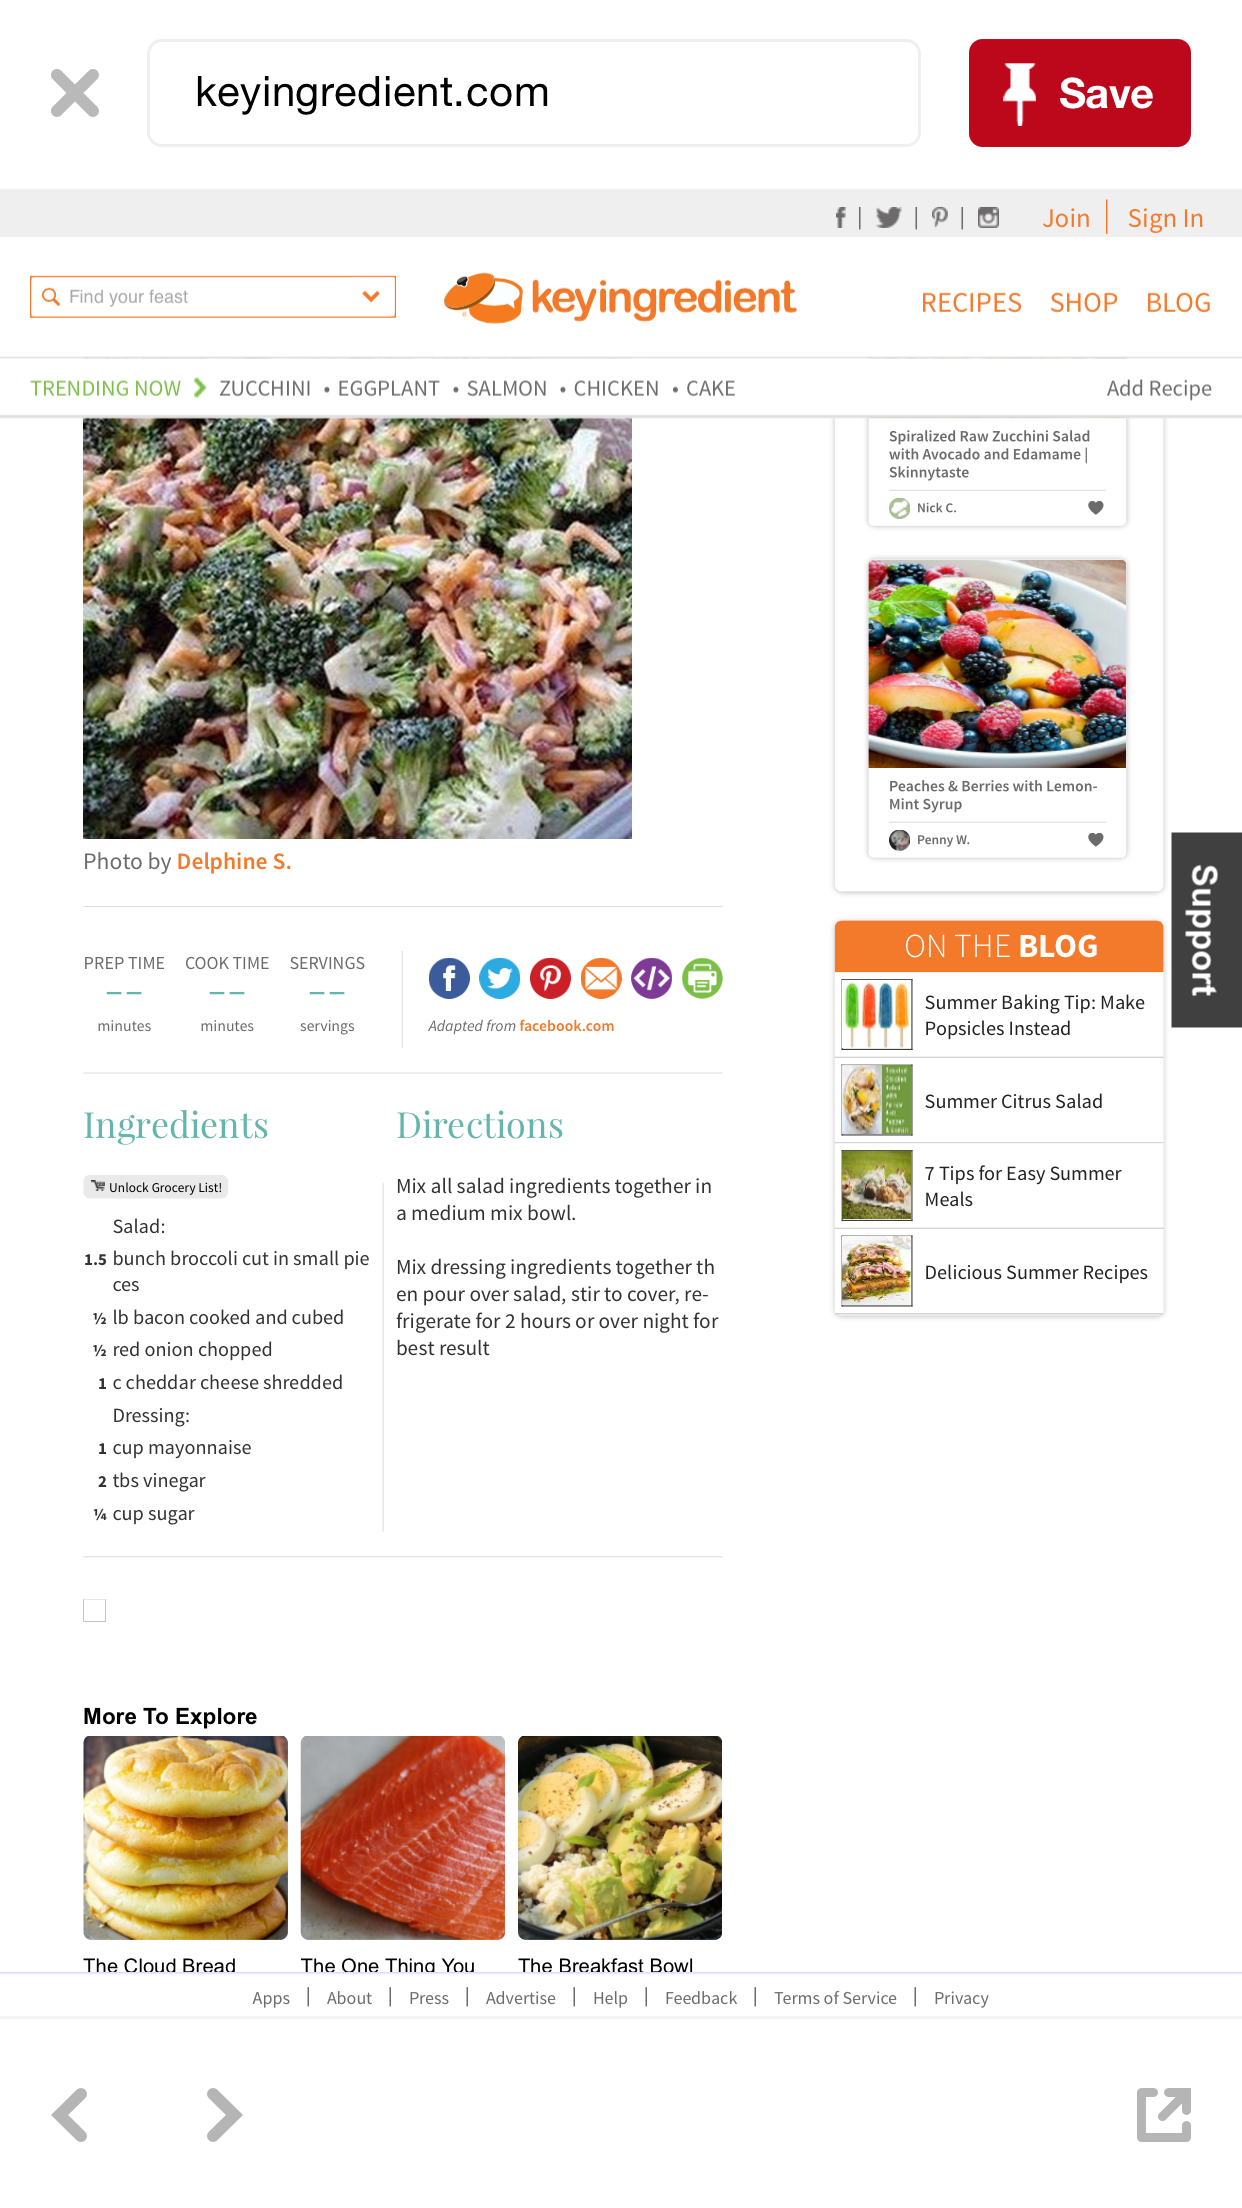 keyingredient.com
Save
Join
Sign In
Find your feast
keyingredient
RECIPES SHOP BLOG
TRENDING NOW ZUCCHINI • EGGPLANT • SALMON • CHICKEN • CAKE
Add Recipe
Photo by Delphine S.
PREP TIME COOK TIME SERVINGS
-- -- --
minutes minutes servings
Adapted from facebook.com
Ingredients
Unlock Grocery List!
Salad:
1.5 bunch broccoli cut in small pie
ces
½ lb bacon cooked and cubed
½ red onion chopped
1 c cheddar cheese shredded
Dressing:
1 cup mayonnaise
2 tbs vinegar
¼ cup sugar
Directions
Mix all salad ingredients together in
a medium mix bowl.
Mix dressing ingredients together th
en pour over salad, stir to cover, re-
frigerate for 2 hours or over night for
best result
Spiralized Raw Zucchini Salad
with Avocado and Edamame |
Skinnytaste
Nick C.
Peaches & Berries with Lemon-
Mint Syrup
Penny W.
Support
ON THE BLOG
Summer Baking Tip: Make
Popsicles Instead
Summer Citrus Salad
7 Tips for Easy Summer
Meals
Delicious Summer Recipes
More To Explore
The Cloud Bread
The One Thing You
The Breakfast Bowl
Apps | About | Press | Advertise | Help | Feedback | Terms of Service | Privacy